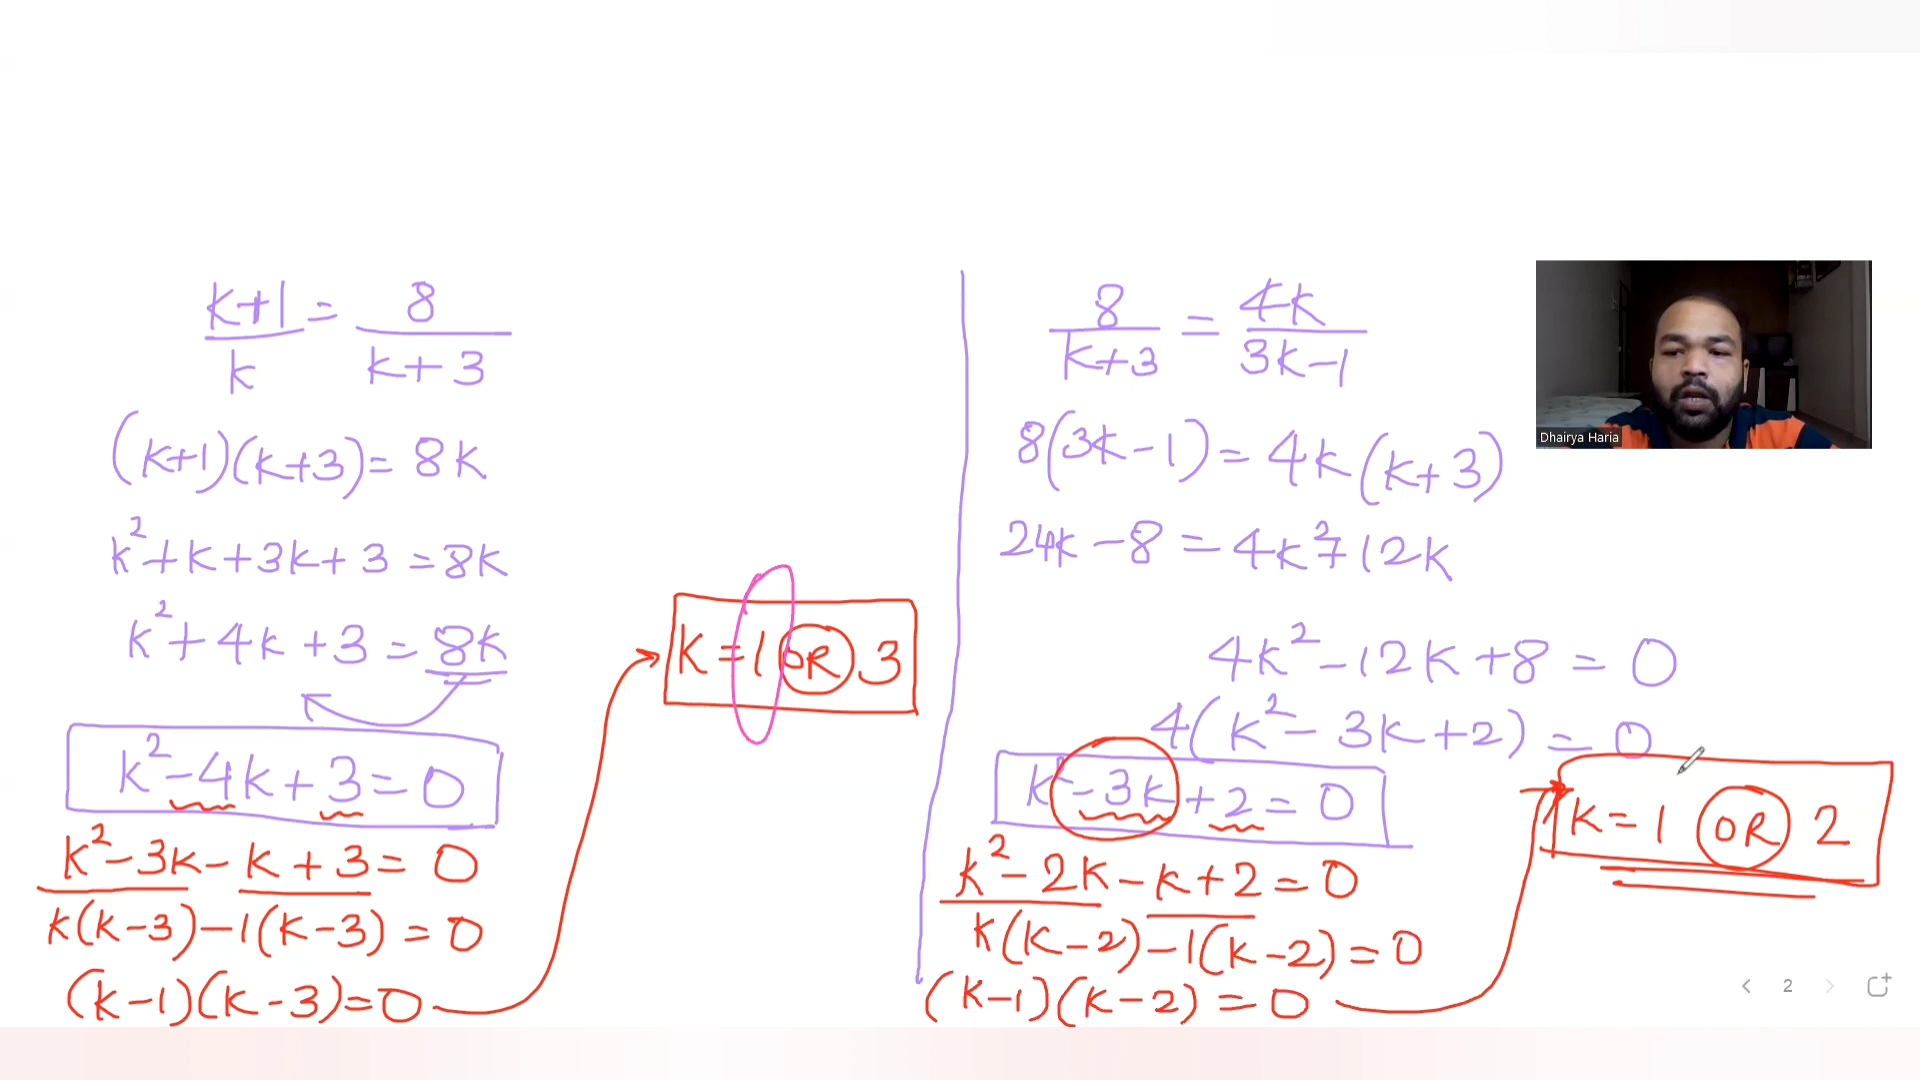 (k+1)/k = 8/(k+3)
(k+1)(k+3) = 8k
k² + k + 3k + 3 = 8k
k² + 4k + 3 = 8k
k² - 4k + 3 = 0
k² - 3k - k + 3 = 0
k(k-3) - 1(k-3) = 0
(k-1)(k-3) = 0
k = 1 OR 3
8/(k+3) = 4k/(3k-1)
8(3k-1) = 4k(k+3)
24k - 8 = 4k² + 12k
4k² - 12k + 8 = 0
4(k² - 3k + 2) = 0
k² - 3k + 2 = 0
k² - 2k - k + 2 = 0
k(k-2) - 1(k-2) = 0
(k-1)(k-2) = 0
k = 1 OR 2
Dhairya Haria
2